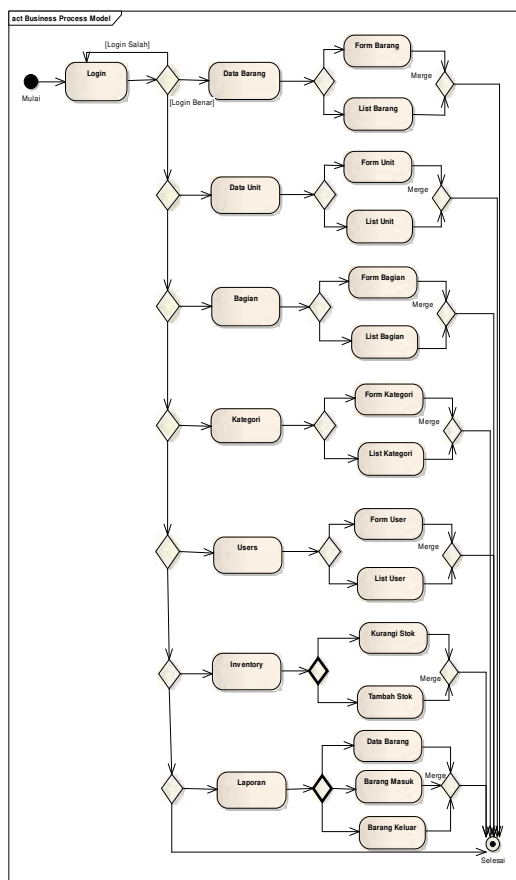 act Business Process Model
[Login Salah]
Login
Mulai
[Login Benar]
Data Barang
Form Barang
List Barang
Merge
Data Unit
Form Unit
List Unit
Merge
Bagian
Form Bagian
List Bagian
Merge
Kategori
Form Kategori
List Kategori
Merge
Users
Form User
List User
Merge
Inventory
Kurangi Stok
Tambah Stok
Merge
Laporan
Data Barang
Barang Masuk
Barang Keluar
Merge
Selesai